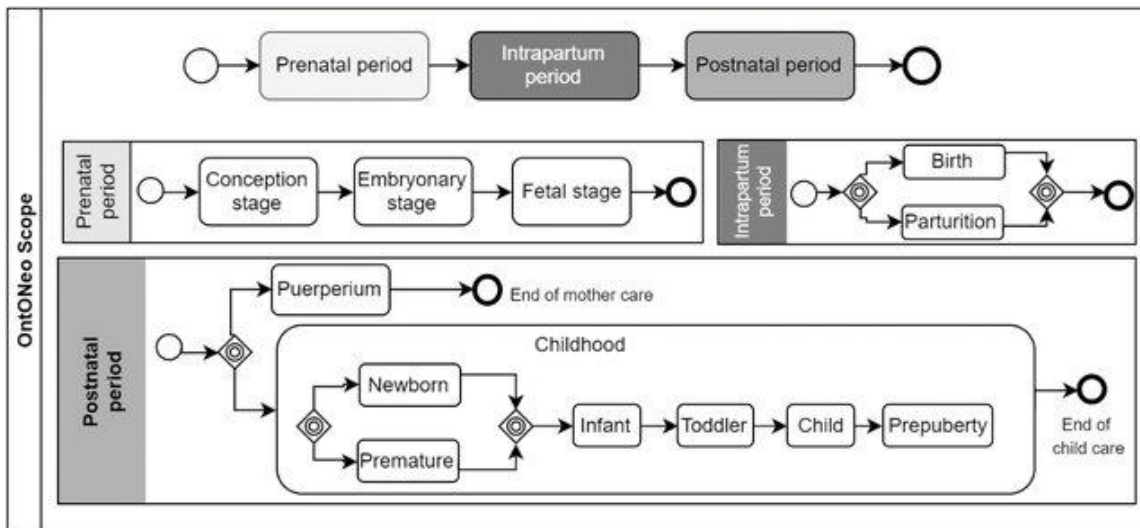 OntONeo Scope
Prenatal period
Intrapartum
period
Postnatal period
Prenatal
period
Conception
stage
Embryonary
stage
Fetal stage
Intrapartum
period
Birth
Parturition
Postnatal
period
Puerperium
End of mother care
Childhood
Newborn
Premature
Infant
Toddler
Child
Prepuberty
End of
child care